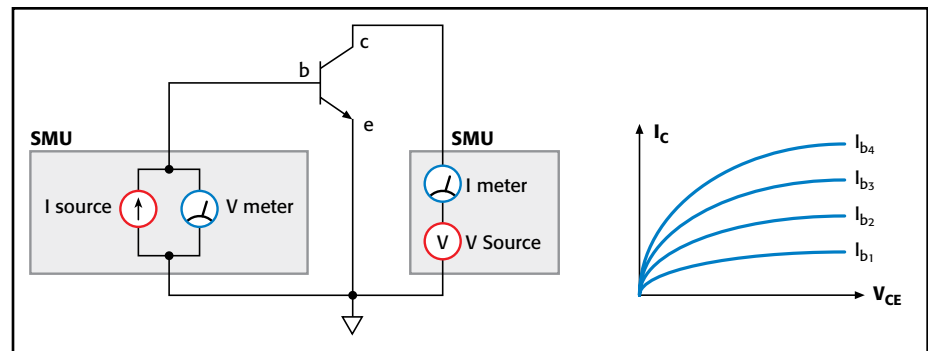 c
b
e
SMU
I source
V meter
SMU
I meter
V
V Source
I_C
I_b4
I_b3
I_b2
I_b1
V_CE